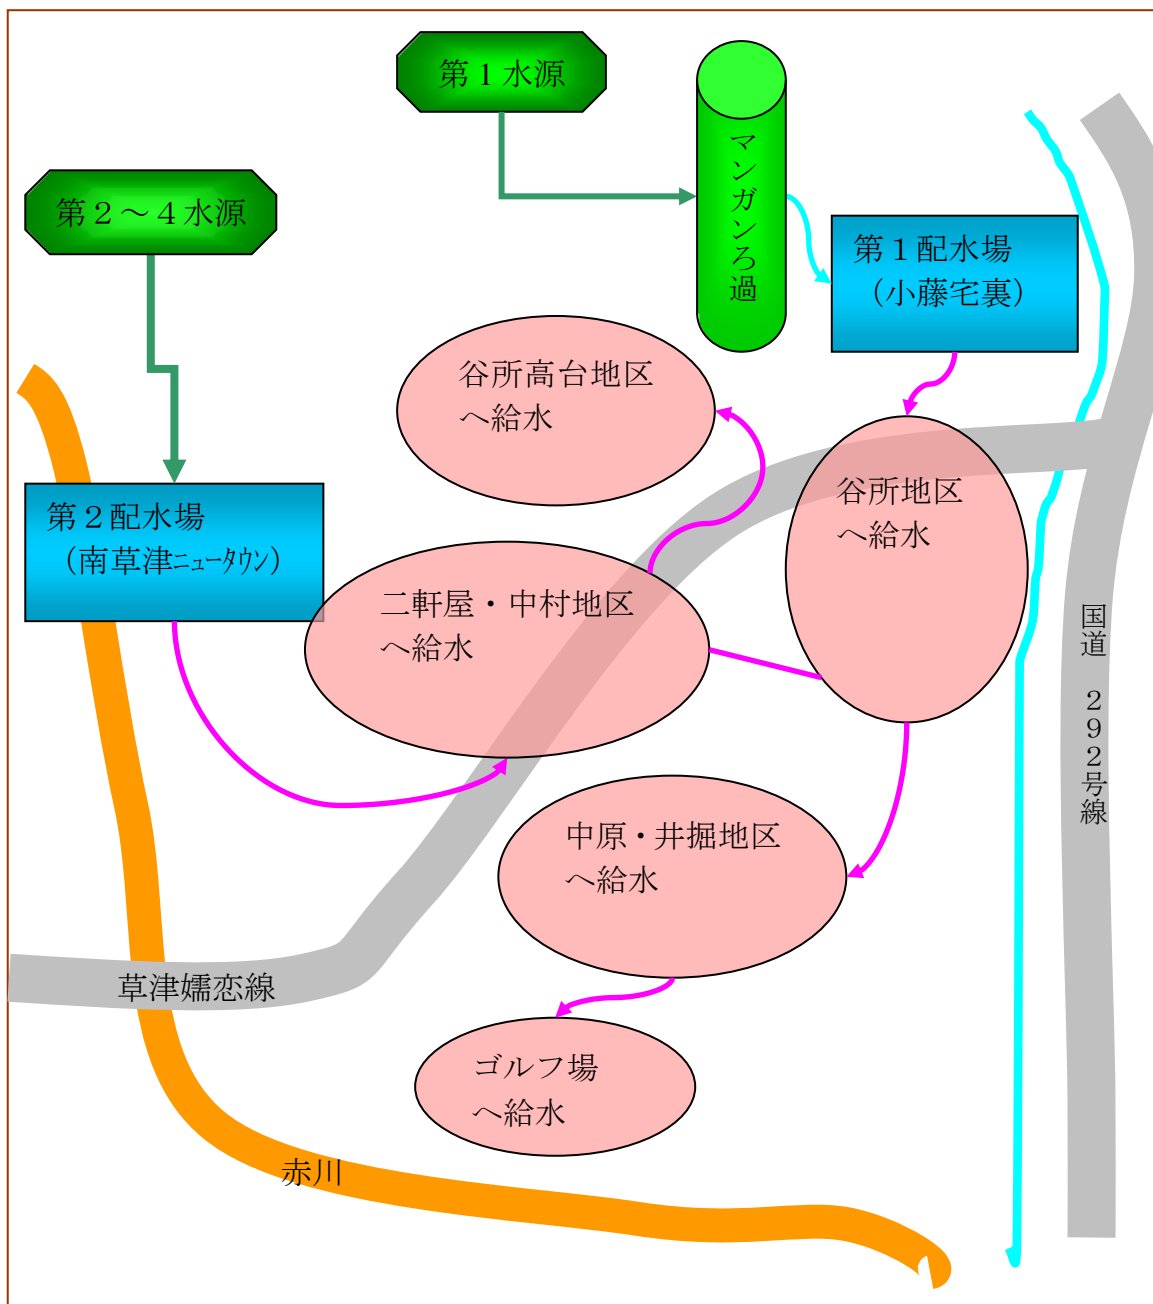 第１水源
マンガンろ過
第２～４水源
第１配水場
（小藤宅裏）
谷所高台地区
へ給水
谷所地区
へ給水
第２配水場
（南草津ﾆｭｰﾀｳﾝ）
二軒屋・中村地区
へ給水
国道　２９２号線
中原・井掘地区
へ給水
草津嬬恋線
ゴルフ場
へ給水
赤川